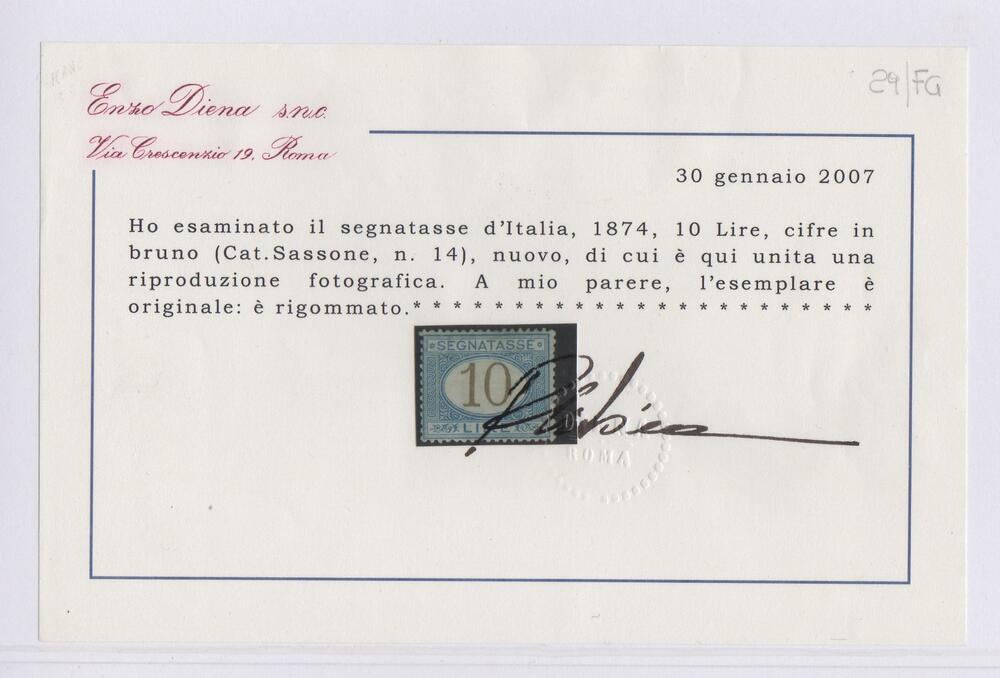 29/FG
Enzo Diena s.n.c.
Via Crescenzio 19, Roma
30 gennaio 2007
Ho esaminato il segnatasse d'Italia, 1874, 10 Lire, cifre in
bruno (Cat.Sassone, n. 14), nuovo, di cui è qui unita una
riproduzione fotografica. A mio parere, l'esemplare è
originale: è rigommato.* * * * * * * * * * * * * * * * * * * * * * *
SEGNATASSE
10
LIRE
ROMA